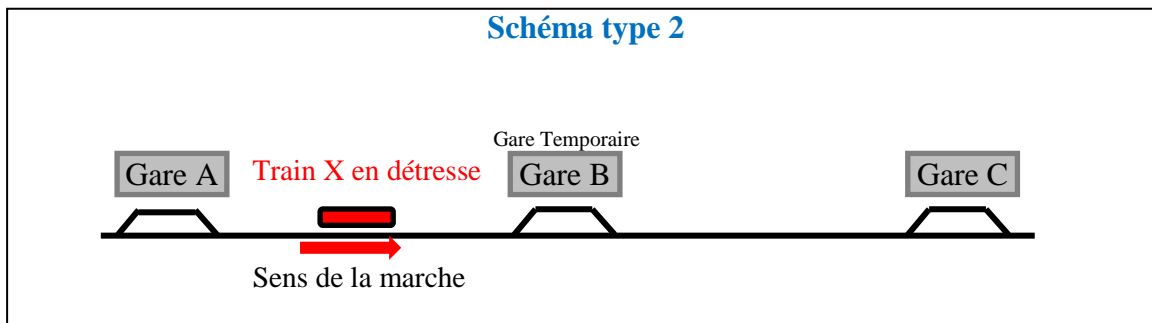 Schéma type 2
Gare Temporaire
Gare A
Train X en détresse
Gare B
Gare C
Sens de la marche